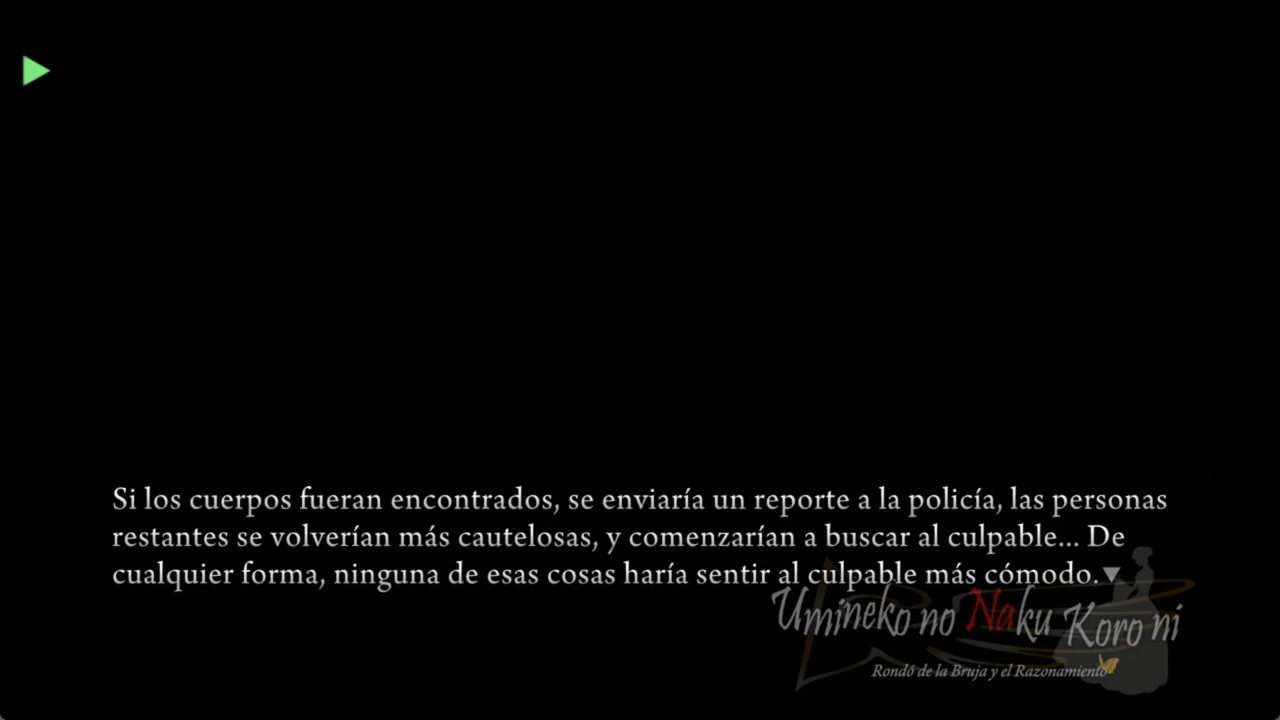 Si los cuerpos fueran encontrados, se enviaría un reporte a la policía, las personas
restantes se volverían más cautelosas, y comenzarían a buscar al culpable... De
cualquier forma, ninguna de esas cosas haría sentir al culpable más cómodo.
Umineko no Naku Koro ni
Rondó de la Bruja y el Razonamiento